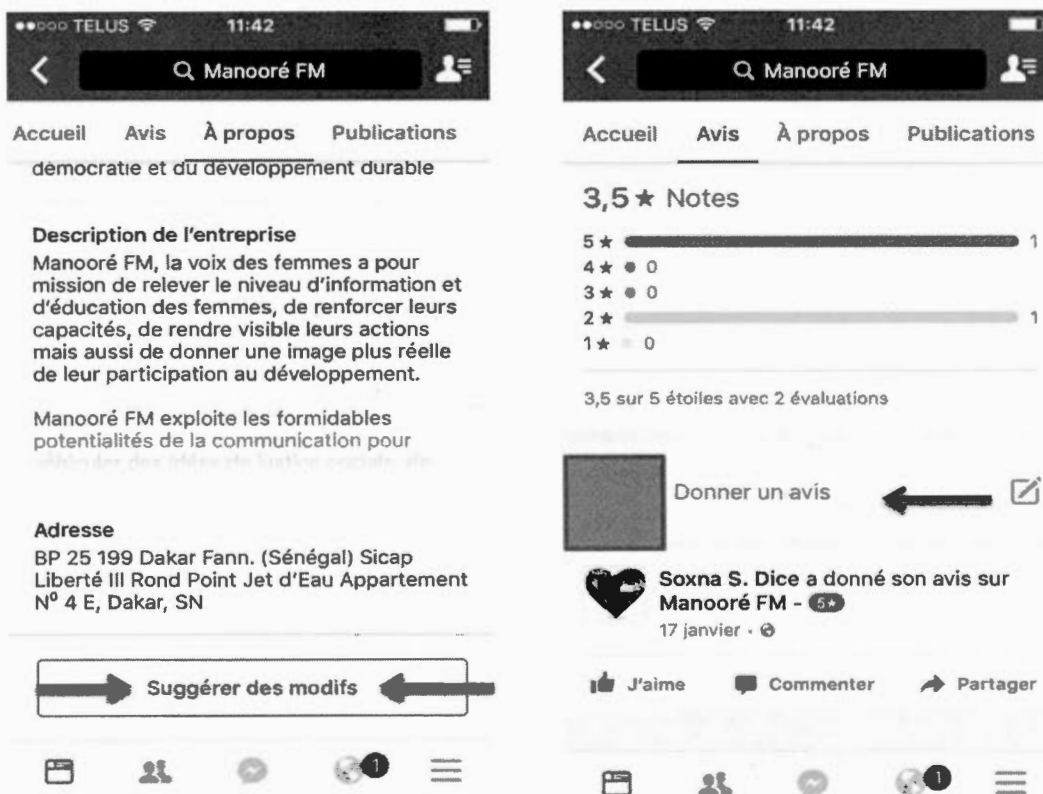 TELUS 11:42
Manooré FM
Accueil Avis À propos Publications
démocratie et du développement durable
Description de l'entreprise
Manooré FM, la voix des femmes a pour
mission de relever le niveau d'information et
d'éducation des femmes, de renforcer leurs
capacités, de rendre visible leurs actions
mais aussi de donner une image plus réelle
de leur participation au développement.
Manooré FM exploite les formidables
potentialités de la communication pour
Adresse
BP 25 199 Dakar Fann. (Sénégal) Sicap
Liberté III Rond Point Jet d'Eau Appartement
N⁰ 4 E, Dakar, SN
Suggérer des modifs
1
TELUS 11:42
Manooré FM
Accueil Avis À propos Publications
3,5 ★ Notes
5 ★ 1
4 ★ 0
3 ★ 0
2 ★ 1
1 ★ 0
3,5 sur 5 étoiles avec 2 évaluations
Donner un avis
Soxna S. Dice a donné son avis sur
Manooré FM - 5★
17 janvier ·
J'aime Commenter Partager
1